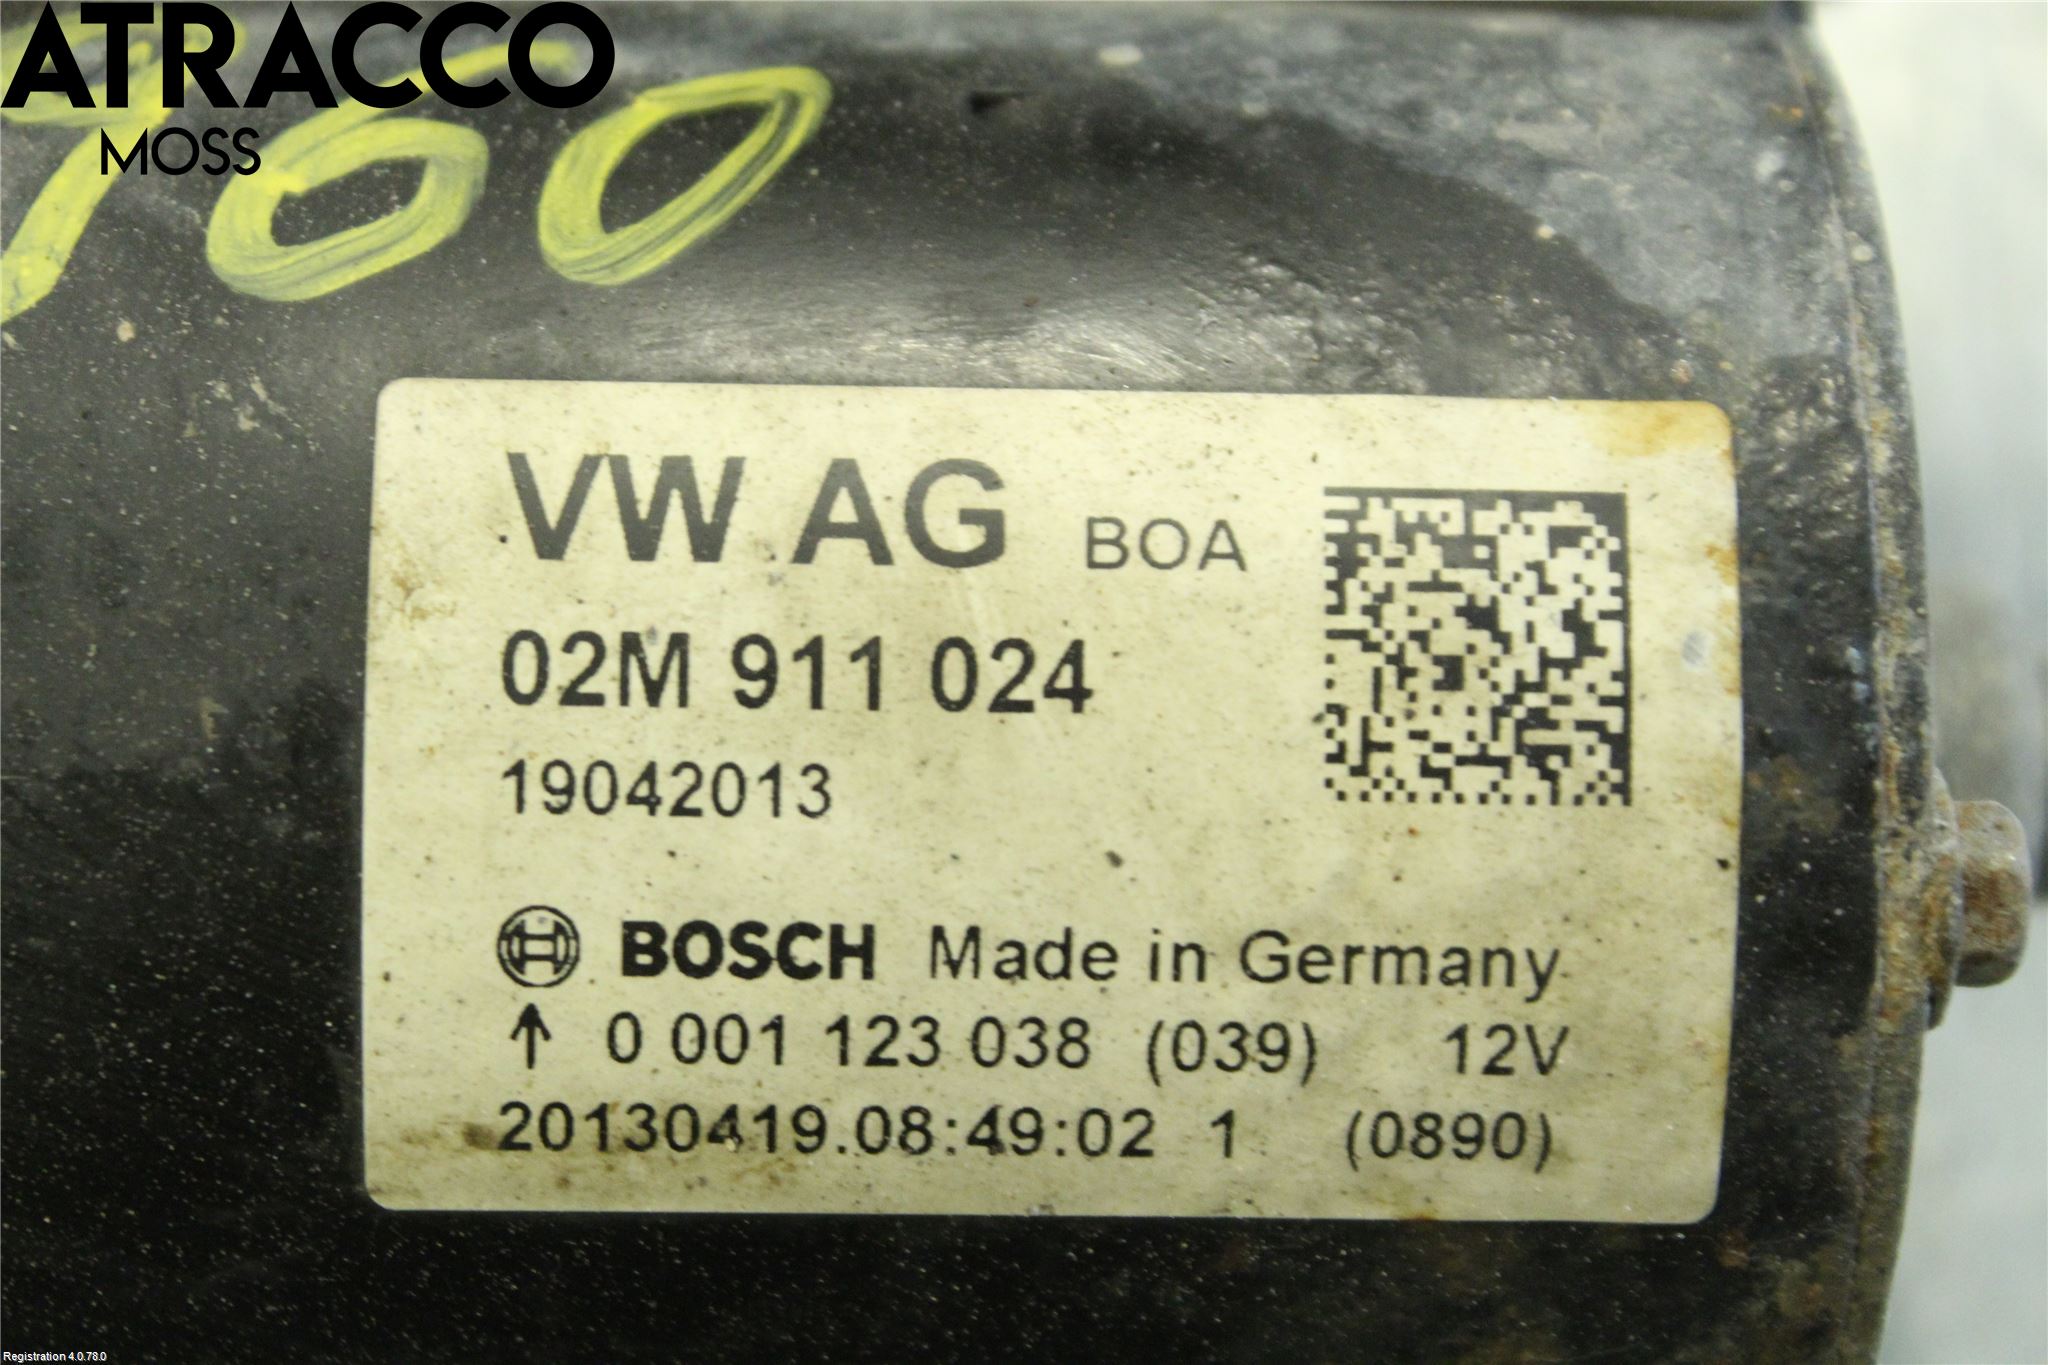 ATRACCO
MOSS
960
VW AG BOA
02M 911 024
19042013
BOSCH Made in Germany
↑ 0 001 123 038 (039) 12V
20130419.08:49:02 1 (0890)
Registration 4.0.78.0